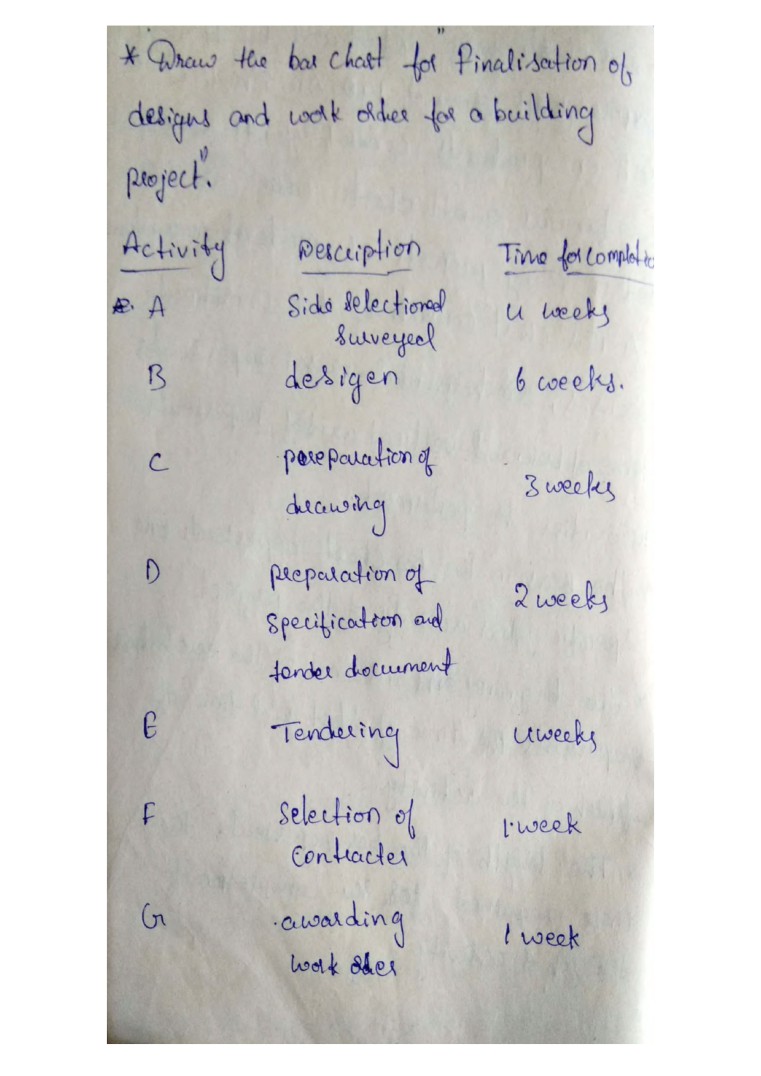 * Draw the bar chart for "finalisation of
designs and work order for a building
project".
Activity Description Time for completio
A Side selectioned 4 weeks
surveyed
B desigen 6 weeks.
C preparation of
drawing 3 weeks
D preparation of
2 weeks
specification and
tender document
E Tendering 4 weeks
F Selection of
Contracter 1 week
G awarding
work order 1 week